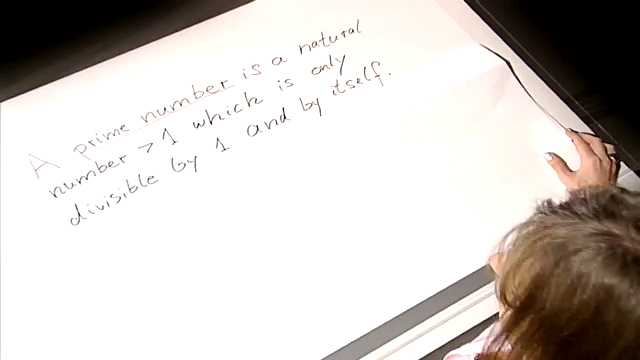 A prime number is a natural
number > 1 which is only
divisible by 1 and by itself.